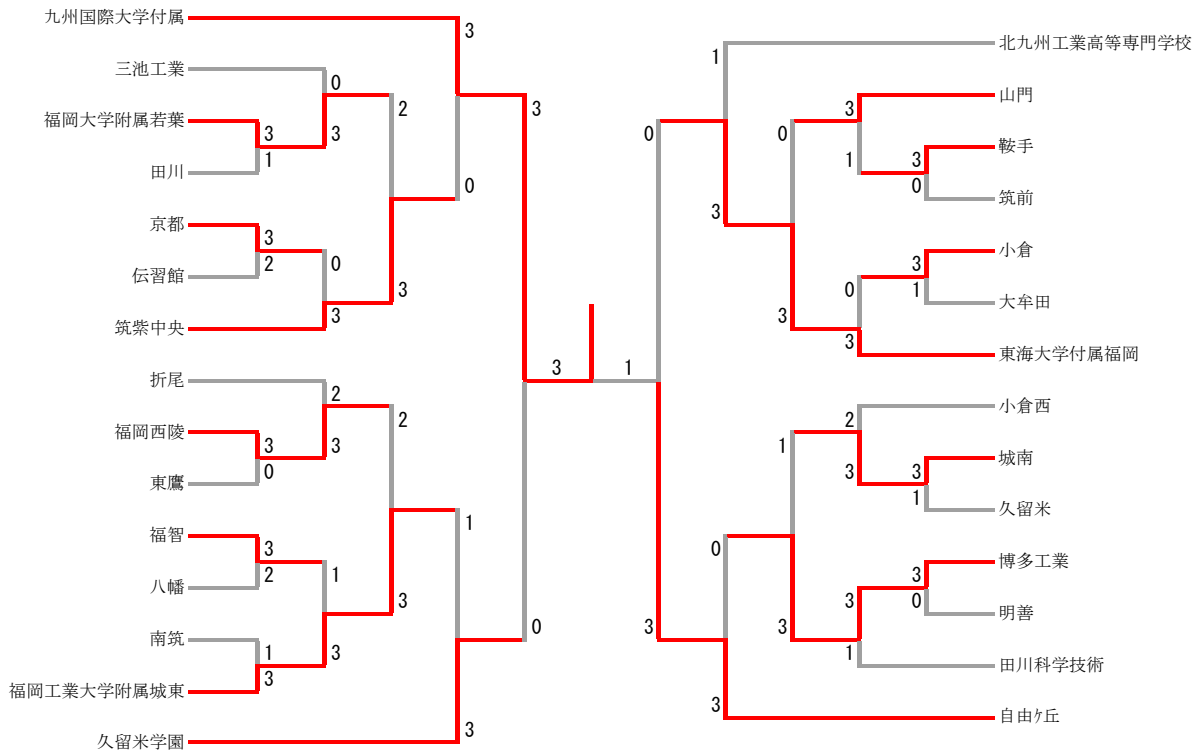 九州国際大学付属
三池工業
福岡大学附属若葉
田川
京都
伝習館
筑紫中央
折尾
福岡西陵
東鷹
福智
八幡
南筑
福岡工業大学附属城東
久留米学園
3
0
3
3
1
2
0
3
2
0
3
3
2
3
3
0
2
1
3
1
3
1
3
2
3
0
3
3
1
0
1
0
3
1
3
0
3
0
3
1
3
3
1
2
3
3
1
0
3
3
3
0
1
3
3
北九州工業高等専門学校
山門
鞍手
筑前
小倉
大牟田
東海大学付属福岡
小倉西
城南
久留米
博多工業
明善
田川科学技術
自由ケ丘